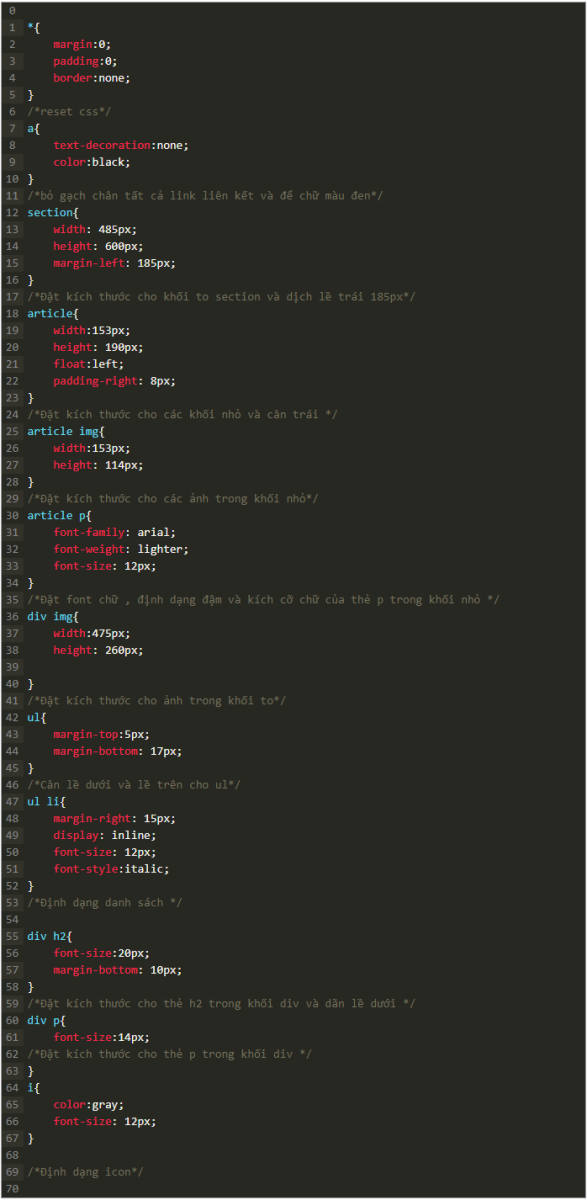 0
1 *{
2 margin:0;
3 padding:0;
4 border:none;
5 }
6 /*reset css*/
7 a{
8 text-decoration:none;
9 color:black;
10 }
11 /*bỏ gạch chân tất cả link liên kết và để chữ màu đen*/
12 section{
13 width: 485px;
14 height: 600px;
15 margin-left: 185px;
16 }
17 /*Đặt kích thước cho khối to section và dịch lề trái 185px*/
18 article{
19 width:153px;
20 height: 190px;
21 float:left;
22 padding-right: 8px;
23 }
24 /*Đặt kích thước cho các khối nhỏ và căn trái */
25 article img{
26 width:153px;
27 height: 114px;
28 }
29 /*Đặt kích thước cho các ảnh trong khối nhỏ*/
30 article p{
31 font-family: arial;
32 font-weight: lighter;
33 font-size: 12px;
34 }
35 /*Đặt font chữ , định dạng đậm và kích cỡ chữ của thẻ p trong khối nhỏ */
36 div img{
37 width:475px;
38 height: 260px;
39
40 }
41 /*Đặt kích thước cho ảnh trong khối to*/
42 ul{
43 margin-top:5px;
44 margin-bottom: 17px;
45 }
46 /*Căn lề dưới và lề trên cho ul*/
47 ul li{
48 margin-right: 15px;
49 display: inline;
50 font-size: 12px;
51 font-style:italic;
52 }
53 /*Định dạng danh sách */
54
55 div h2{
56 font-size:20px;
57 margin-bottom: 10px;
58 }
59 /*Đặt kích thước cho thẻ h2 trong khối div và dãn lề dưới */
60 div p{
61 font-size:14px;
62 /*Đặt kích thước cho thẻ p trong khối div */
63 }
64 i{
65 color:gray;
66 font-size: 12px;
67 }
68
69 /*Định dạng icon*/
70